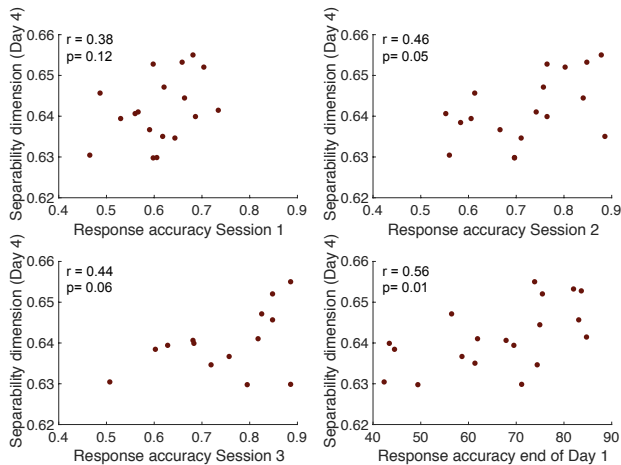 Separability dimension (Day 4)
0.66
0.65
0.64
0.63
0.62
r = 0.38
p= 0.12
0.4 0.5 0.6 0.7 0.8 0.9
Response accuracy Session 1
Separability dimension (Day 4)
0.66
0.65
0.64
0.63
0.62
r = 0.46
p= 0.05
0.4 0.5 0.6 0.7 0.8 0.9
Response accuracy Session 2
Separability dimension (Day 4)
0.66
0.65
0.64
0.63
0.62
r = 0.44
p= 0.06
0.4 0.5 0.6 0.7 0.8 0.9
Response accuracy Session 3
Separability dimension (Day 4)
0.66
0.65
0.64
0.63
0.62
r = 0.56
p= 0.01
40 50 60 70 80 90
Response accuracy end of Day 1